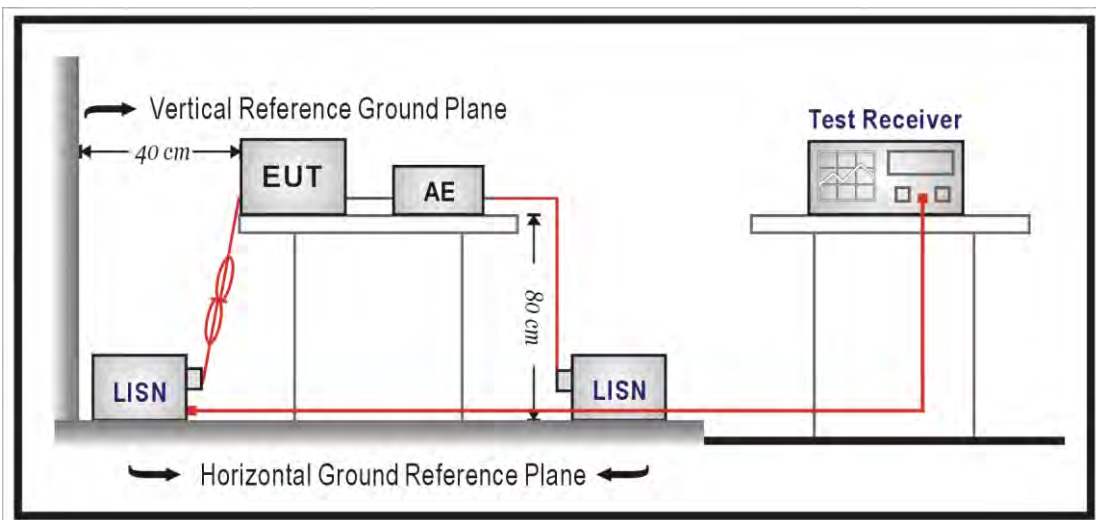 Vertical Reference Ground Plane
Test Receiver
40 cm
EUT
AE
80 cm
LISN
LISN
Horizontal Ground Reference Plane